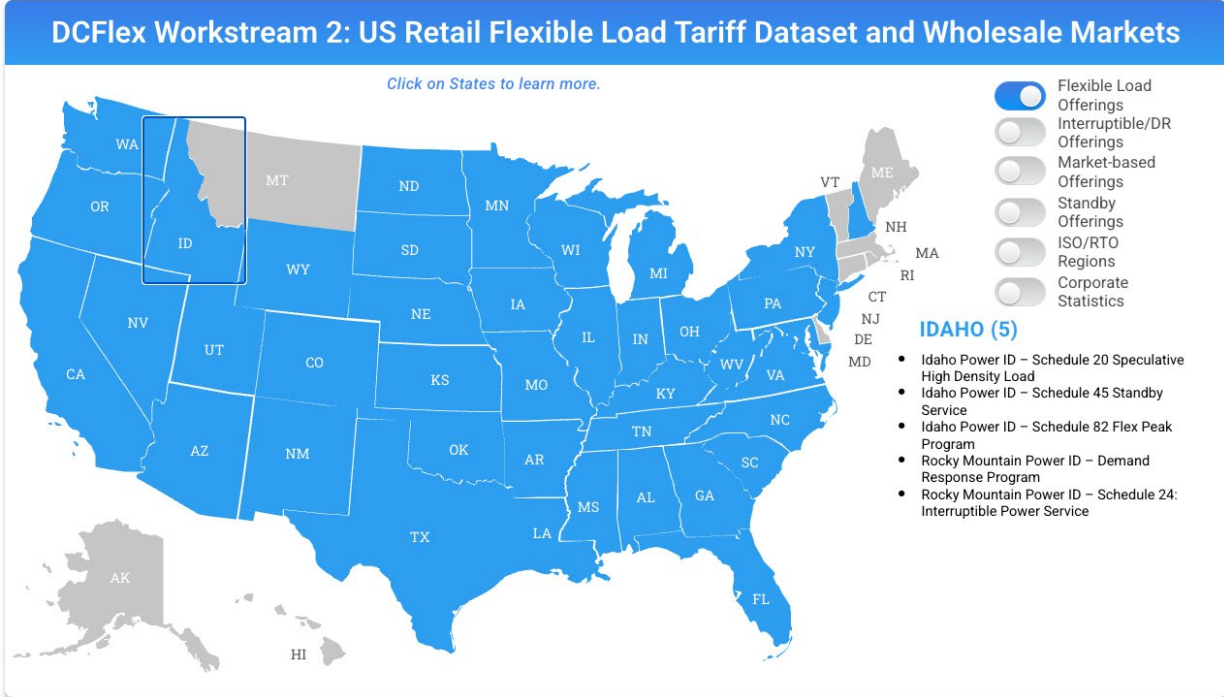 DCFlex Workstream 2: US Retail Flexible Load Tariff Dataset and Wholesale Markets
Click on States to learn more.
Flexible Load
Offerings
Interruptible/DR
Offerings
Market-based
Offerings
Standby
Offerings
ISO/RTO
Regions
Corporate
Statistics
WA
MT
ND
MN
VT
ME
OR
ID
SD
WI
MI
NY
NH
MA
RI
WY
IA
NE
PA
CT
NJ
DE
MD
NV
UT
CO
IL
IN
OH
WV
VA
CA
KS
MO
KY
AZ
NM
OK
AR
TN
NC
SC
MS
AL
GA
TX
LA
FL
AK
HI
IDAHO (5)
• Idaho Power ID – Schedule 20 Speculative
High Density Load
• Idaho Power ID – Schedule 45 Standby
Service
• Idaho Power ID – Schedule 82 Flex Peak
Program
• Rocky Mountain Power ID – Demand
Response Program
• Rocky Mountain Power ID – Schedule 24:
Interruptible Power Service